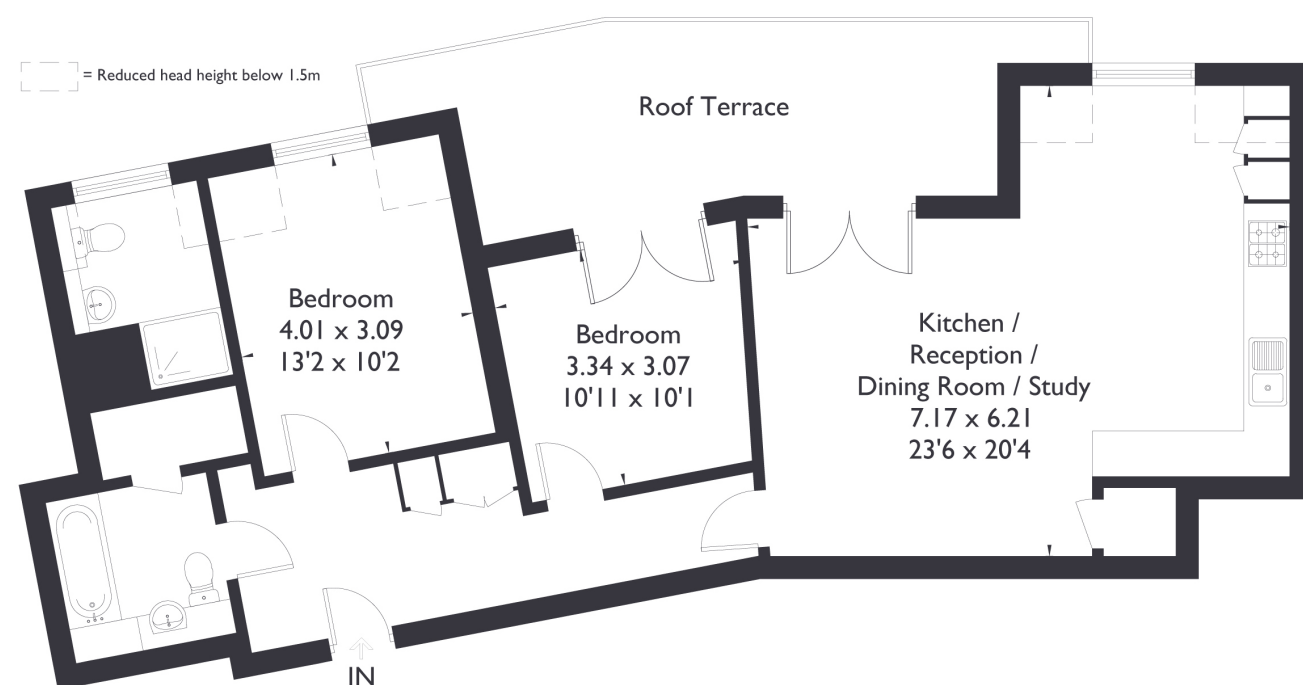 = Reduced head height below 1.5m
Roof Terrace
Bedroom
4.01 x 3.09
13'2 x 10'2
Bedroom
3.34 x 3.07
10'11 x 10'1
Kitchen /
Reception /
Dining Room / Study
7.17 x 6.21
23'6 x 20'4
IN